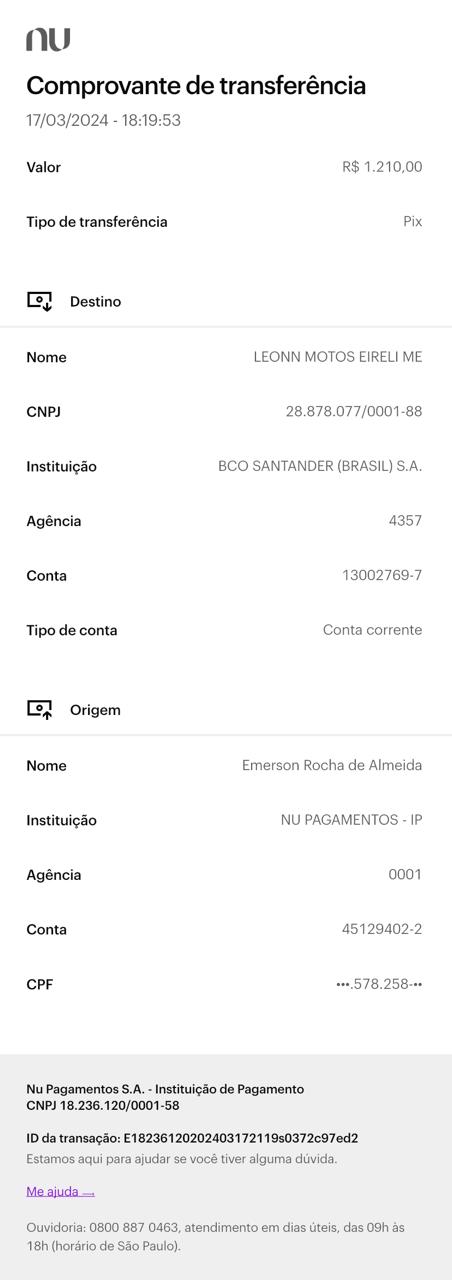 nu
Comprovante de transferência
17/03/2024 - 18:19:53
Valor R$ 1.210,00
Tipo de transferência Pix
Destino
Nome LEONN MOTOS EIRELI ME
CNPJ 28.878.077/0001-88
Instituição BCO SANTANDER (BRASIL) S.A.
Agência 4357
Conta 13002769-7
Tipo de conta Conta corrente
Origem
Nome Emerson Rocha de Almeida
Instituição NU PAGAMENTOS - IP
Agência 0001
Conta 45129402-2
CPF •••.578.258-••
Nu Pagamentos S.A. - Instituição de Pagamento
CNPJ 18.236.120/0001-58
ID da transação: E18236120202403172119s0372c97ed2
Estamos aqui para ajudar se você tiver alguma dúvida.
Me ajuda →
Ouvidoria: 0800 887 0463, atendimento em dias úteis, das 09h às
18h (horário de São Paulo).